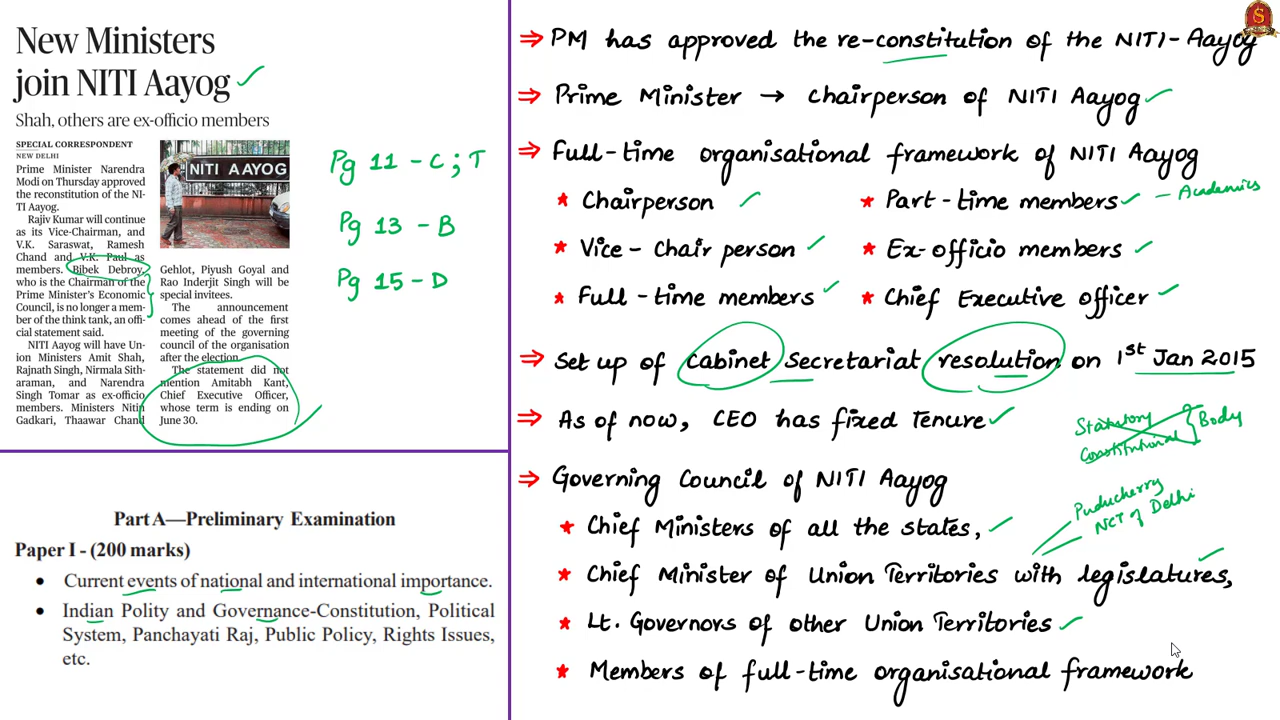 New Ministers
join NITI Aayog
Shah, others are ex-officio members
SPECIAL CORRESPONDENT
NEW DELHI
Prime Minister Narendra
Modi on Thursday approved
the reconstitution of the NI-
TI Aayog.
Rajiv Kumar will continue
as its Vice-Chairman, and
V.K. Saraswat, Ramesh
Chand and V.K. Paul as
members. Bibek Debroy,
who is the Chairman of the
Prime Minister's Economic
Council, is no longer a mem-
ber of the think tank, an offi-
cial statement said.
NITI Aayog will have Un-
ion Ministers Amit Shah,
Rajnath Singh, Nirmala Sith-
araman, and Narendra
Singh Tomar as ex-officio
members. Ministers Nitin
Gadkari, Thaawar Chand
NITI AAYOG
Gehlot, Piyush Goyal and
Rao Inderjit Singh will be
special invitees.
The announcement
comes ahead of the first
meeting of the governing
council of the organisation
after the election.
The statement did not
mention Amitabh Kant,
Chief Executive Officer,
whose term is ending on
June 30.
Pg 11 - C ; T
Pg 13 - B
Pg 15 - D
Part A—Preliminary Examination
Paper I - (200 marks)
• Current events of national and international importance.
• Indian Polity and Governance-Constitution, Political
System, Panchayati Raj, Public Policy, Rights Issues,
etc.
S
⇒ PM has approved the re-constitution of the NITI-Aayog
⇒ Prime Minister → Chairperson of NITI Aayog
⇒ Full-time organisational framework of NITI Aayog
* Chairperson
* Part-time members - Academics
* Vice-Chair person
* Ex-officio members
* Full-time members
* Chief Executive Officer
⇒ Set up of Cabinet Secretariat resolution on 1st Jan 2015
⇒ As of now, CEO has fixed Tenure
Statutory
Constitutional } Body
⇒ Governing Council of NITI Aayog
Puducherry
NCT of Delhi
* Chief Ministers of all the states,
* Chief Minister of Union Territories with legislatures,
* Lt. Governors of other Union Territories
* Members of full-time organisational framework